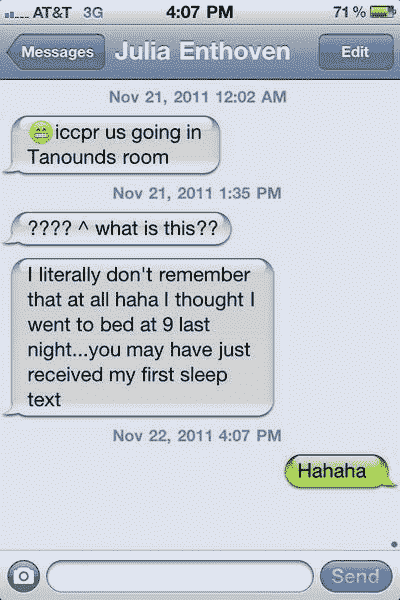 AT&T 3G 4:07 PM 71 %
Messages Julia Enthoven Edit
Nov 21, 2011 12:02 AM
😁iccpr us going in
Tanounds room
Nov 21, 2011 1:35 PM
???? ^ what is this??
I literally don't remember
that at all haha I thought I
went to bed at 9 last
night...you may have just
received my first sleep
text
Nov 22, 2011 4:07 PM
Hahaha
Send